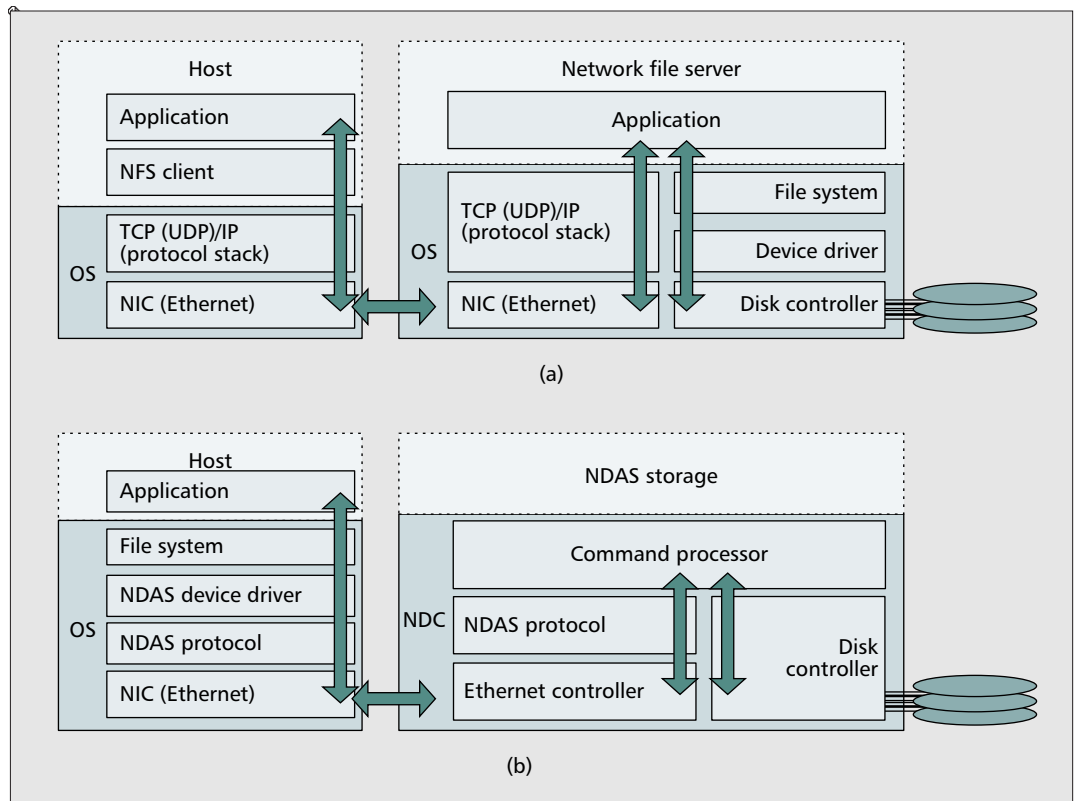 Host
Application
NFS client
OS
TCP (UDP)/IP
(protocol stack)
NIC (Ethernet)
Network file server
Application
OS
TCP (UDP)/IP
(protocol stack)
NIC (Ethernet)
File system
Device driver
Disk controller
(a)
Host
Application
OS
File system
NDAS device driver
NDAS protocol
NIC (Ethernet)
NDAS storage
NDC
Command processor
NDAS protocol
Ethernet controller
Disk
controller
(b)